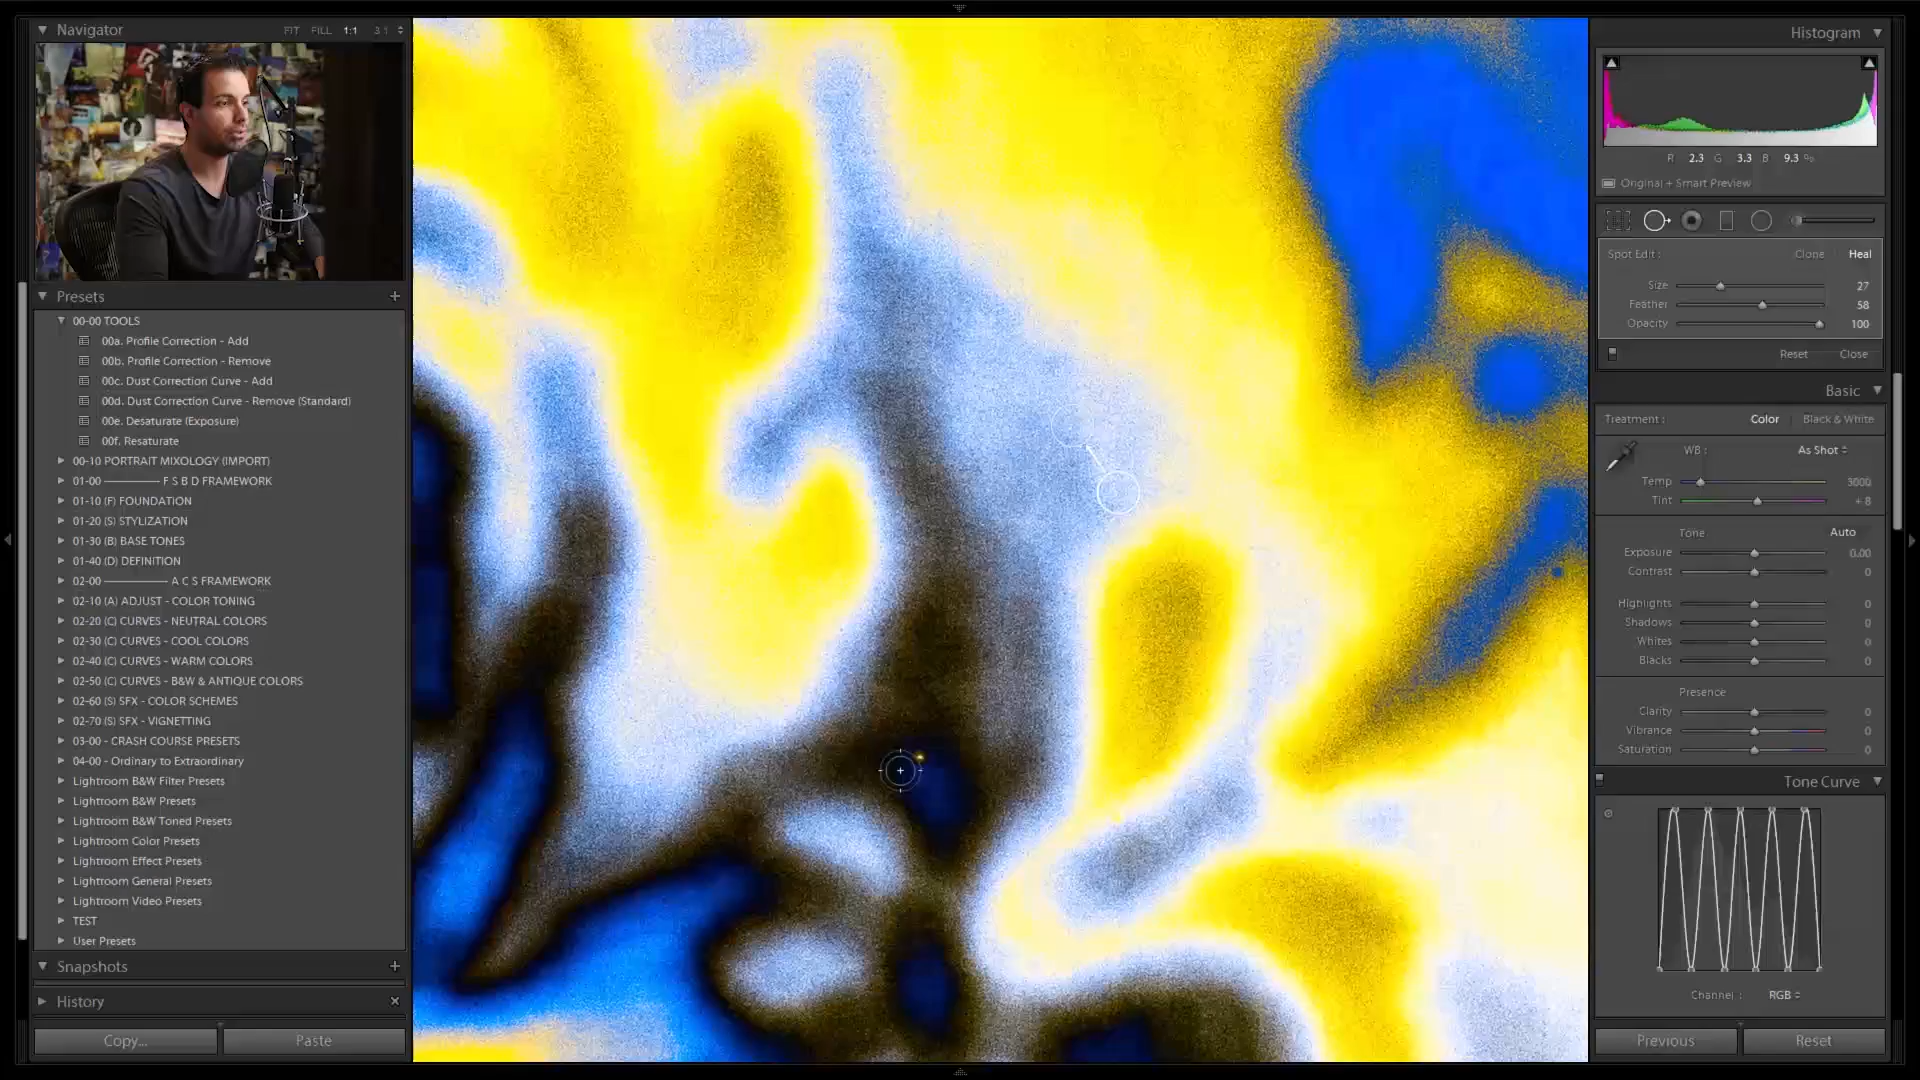 Navigator FIT FILL 1:1 3:1
Presets +
00-00 TOOLS
00a. Profile Correction - Add
00b. Profile Correction - Remove
00c. Dust Correction Curve - Add
00d. Dust Correction Curve - Remove (Standard)
00e. Desaturate (Exposure)
00f. Resaturate
00-10 PORTRAIT MIXOLOGY (IMPORT)
01-00 ———— F S B D FRAMEWORK
01-10 (F) FOUNDATION
01-20 (S) STYLIZATION
01-30 (B) BASE TONES
01-40 (D) DEFINITION
02-00 ———— A C S FRAMEWORK
02-10 (A) ADJUST - COLOR TONING
02-20 (C) CURVES - NEUTRAL COLORS
02-30 (C) CURVES - COOL COLORS
02-40 (C) CURVES - WARM COLORS
02-50 (C) CURVES - B&W & ANTIQUE COLORS
02-60 (S) SFX - COLOR SCHEMES
02-70 (S) SFX - VIGNETTING
03-00 - CRASH COURSE PRESETS
04-00 - Ordinary to Extraordinary
Lightroom B&W Filter Presets
Lightroom B&W Presets
Lightroom B&W Toned Presets
Lightroom Color Presets
Lightroom Effect Presets
Lightroom General Presets
Lightroom Video Presets
TEST
User Presets
Snapshots +
History ×
Copy... Paste
Histogram
R 2.3 G 3.3 B 9.3 %
Original + Smart Preview
Spot Edit : Clone Heal
Size 27
Feather 58
Opacity 100
Reset Close
Basic
Treatment : Color Black & White
WB : As Shot
Temp 3000
Tint + 8
Tone Auto
Exposure 0.00
Contrast 0
Highlights 0
Shadows 0
Whites 0
Blacks 0
Presence
Clarity 0
Vibrance 0
Saturation 0
Tone Curve
Channel : RGB
Previous Reset